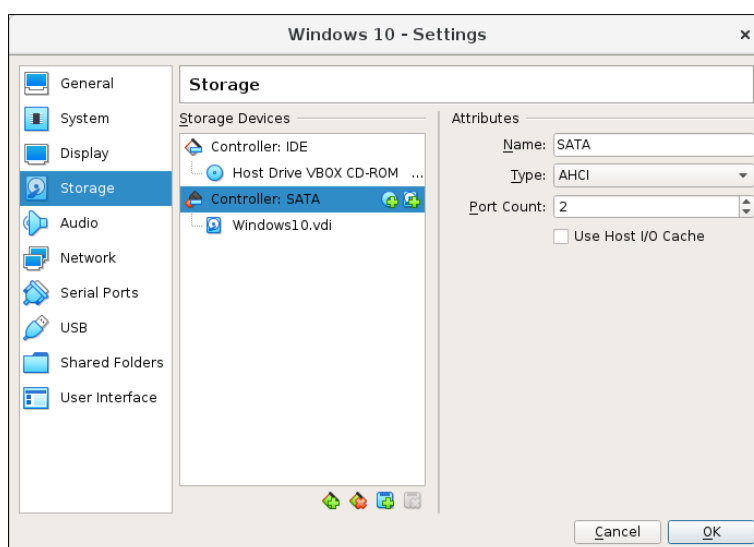 Windows 10 - Settings
General
System
Display
Storage
Audio
Network
Serial Ports
USB
Shared Folders
User Interface
Storage
Storage Devices
Controller: IDE
Host Drive VBOX CD-ROM ...
Controller: SATA
Windows10.vdi
Attributes
Name: SATA
Type: AHCI
Port Count: 2
Use Host I/O Cache
Cancel
OK